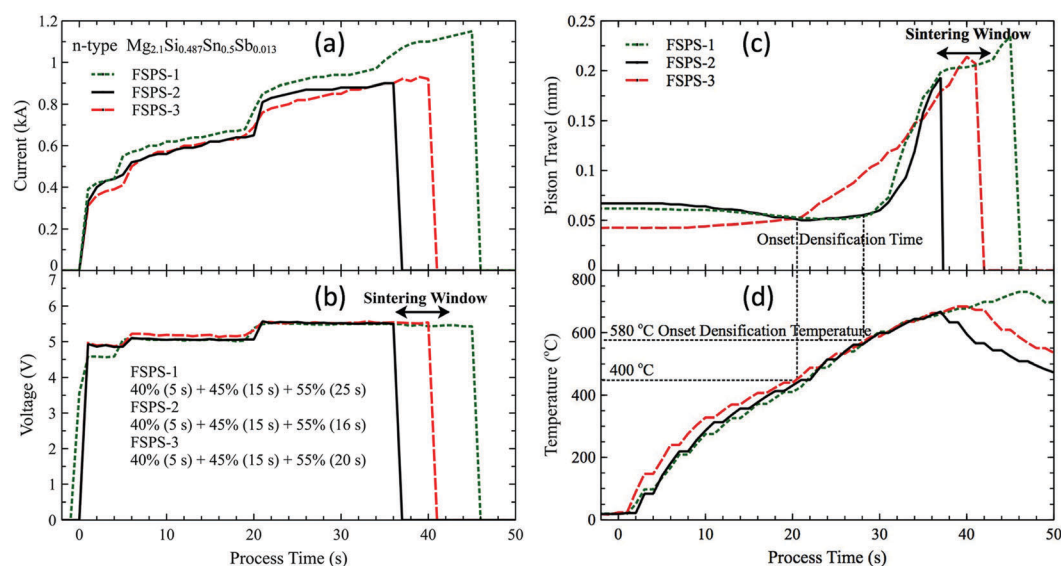 (a)
n-type Mg2.1Si0.487Sn0.5Sb0.013
FSPS-1
FSPS-2
FSPS-3
Current (kA)
1.2
1
0.8
0.6
0.4
0.2
0
(b)
Sintering Window
FSPS-1
40% (5 s) + 45% (15 s) + 55% (25 s)
FSPS-2
40% (5 s) + 45% (15 s) + 55% (16 s)
FSPS-3
40% (5 s) + 45% (15 s) + 55% (20 s)
Voltage (V)
7
6
5
4
3
2
1
0
0 10 20 30 40 50
Process Time (s)
(c)
Sintering Window
FSPS-1
FSPS-2
FSPS-3
Onset Densification Time
Piston Travel (mm)
0.25
0.20
0.15
0.10
0.05
0
(d)
580 °C Onset Densification Temperature
400 °C
Temperature (°C)
800
600
400
200
0
0 10 20 30 40 50
Process Time (s)